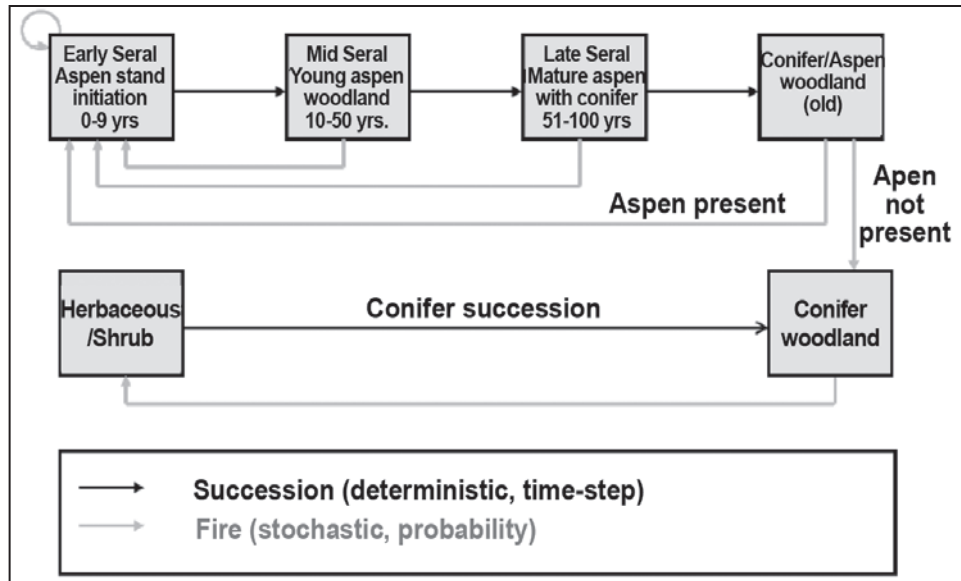 Early Seral
Aspen stand
initiation
0-9 yrs
Mid Seral
Young aspen
woodland
10-50 yrs.
Late Seral
lMature aspen
with conifer
51-100 yrs
Conifer/Aspen
woodland
(old)
Aspen present
Apen
not
present
Herbaceous
/Shrub
Conifer succession
Conifer
woodland
Succession (deterministic, time-step)
Fire (stochastic, probability)